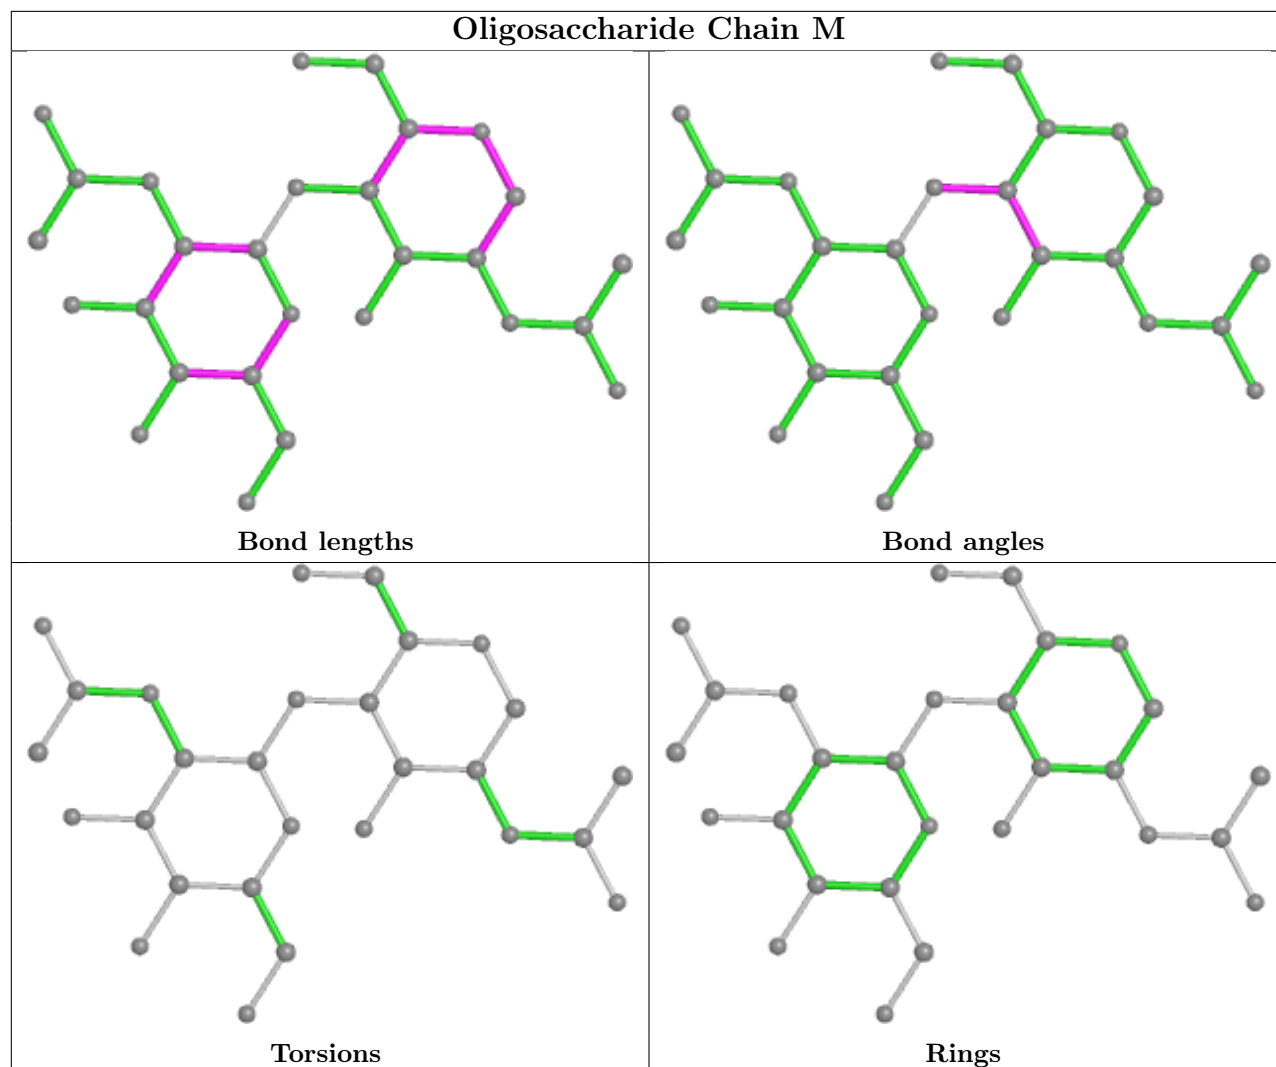 Oligosaccharide Chain M
Bond lengths
Bond angles
Torsions
Rings